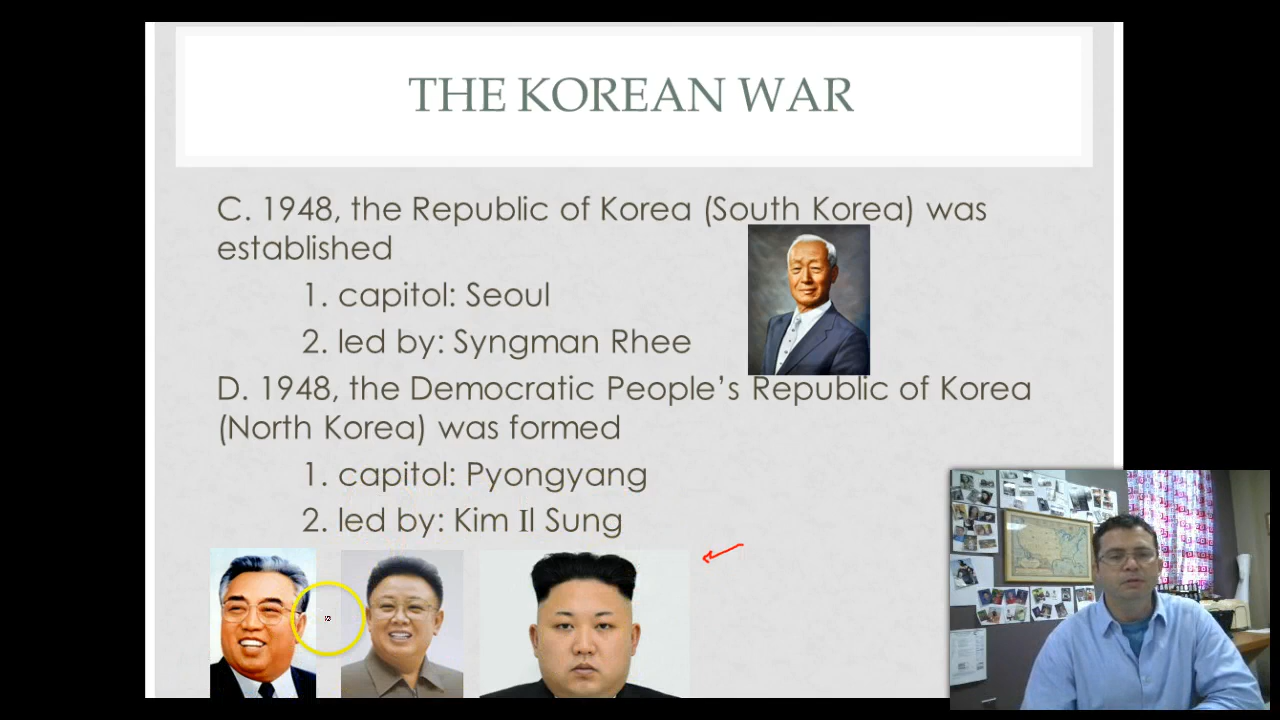 THE KOREAN WAR
C. 1948, the Republic of Korea (South Korea) was
established
1. capitol: Seoul
2. led by: Syngman Rhee
D. 1948, the Democratic People’s Republic of Korea
(North Korea) was formed
1. capitol: Pyongyang
2. led by: Kim Il Sung